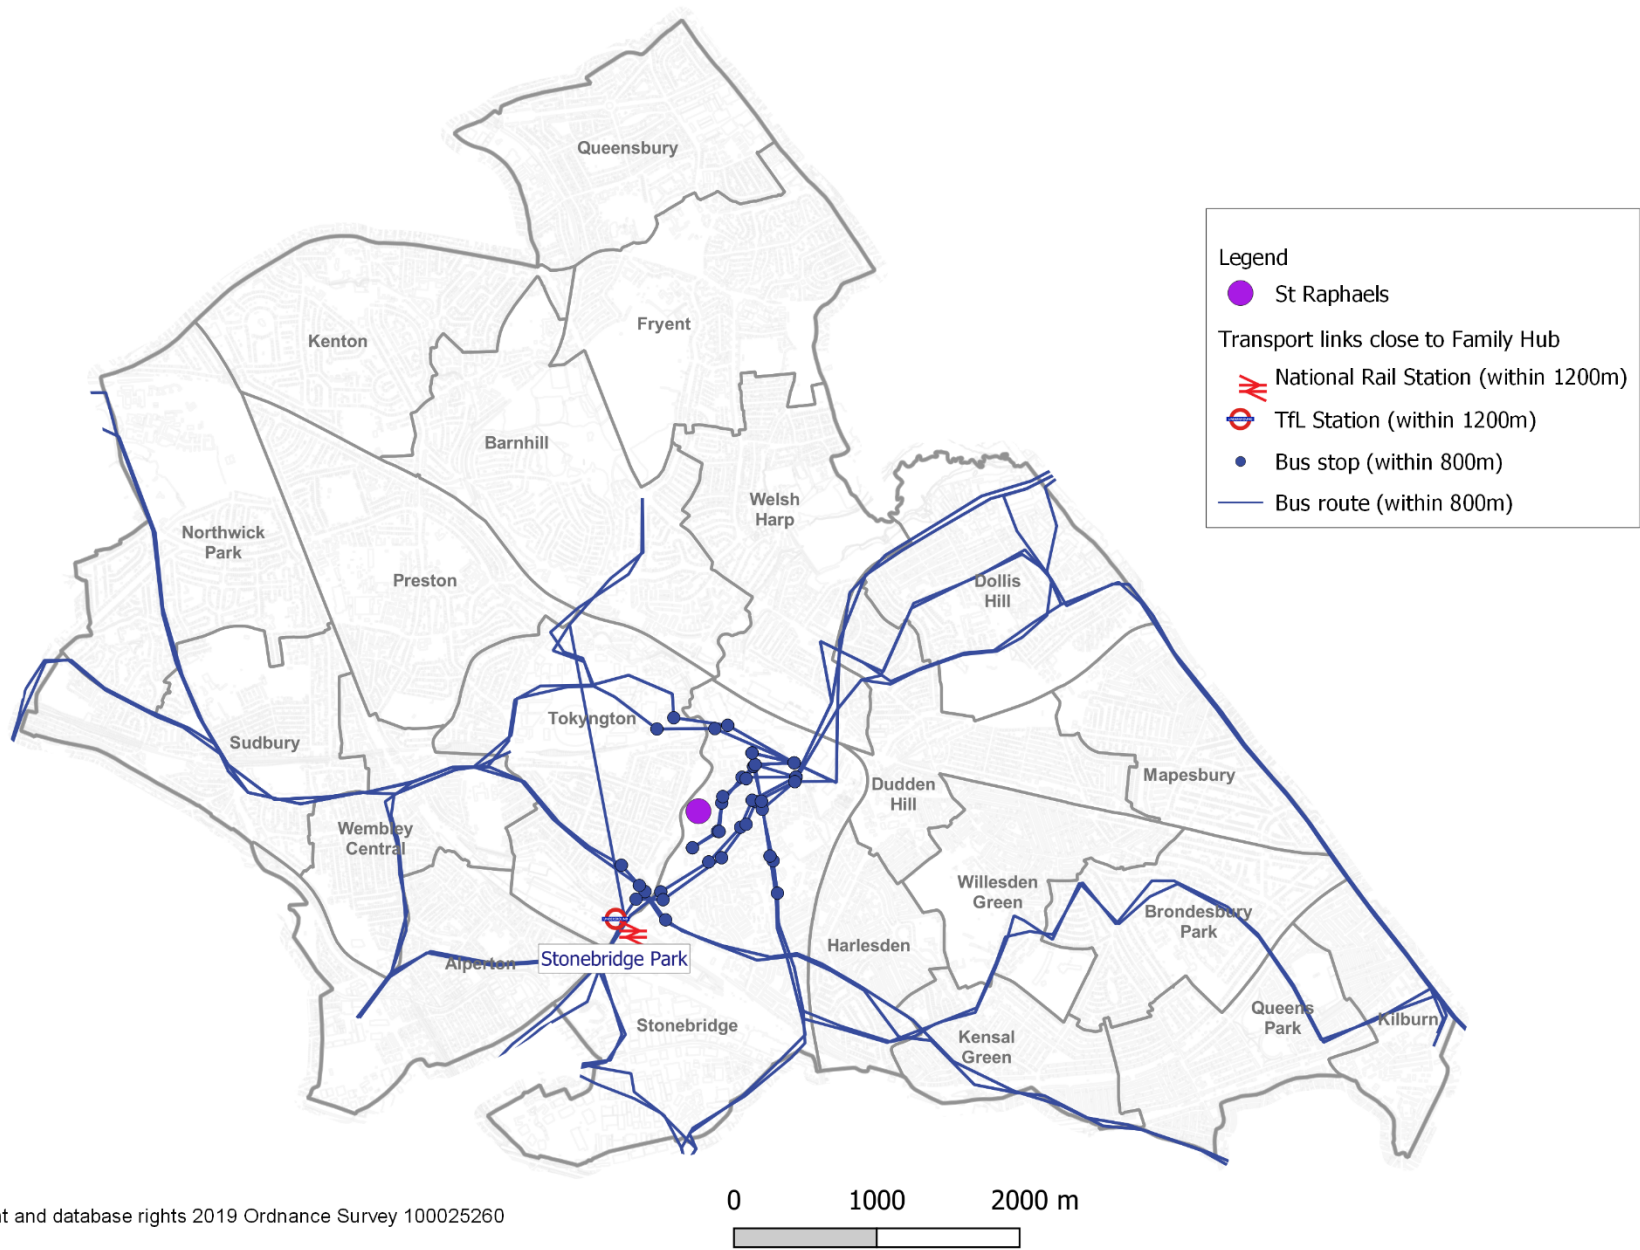 Queensbury
Kenton
Fryent
Barnhill
Welsh
Harp
Northwick
Park
Preston
Dollis
Hill
Tokyngton
Sudbury
Mapesbury
Dudden
Hill
Wembley
Central
Willesden
Green
Brondesbury
Park
Harlesden
Alperton
Stonebridge Park
Stonebridge
Queens
Park
Kilburn
Kensal
Green
Legend
St Raphaels
Transport links close to Family Hub
National Rail Station (within 1200m)
TfL Station (within 1200m)
Bus stop (within 800m)
Bus route (within 800m)
0 1000 2000 m
and database rights 2019 Ordnance Survey 100025260